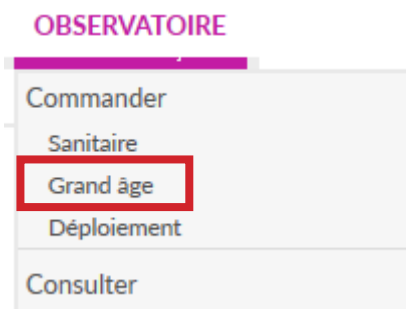 OBSERVATOIRE
Commander
Sanitaire
Grand âge
Déploiement
Consulter